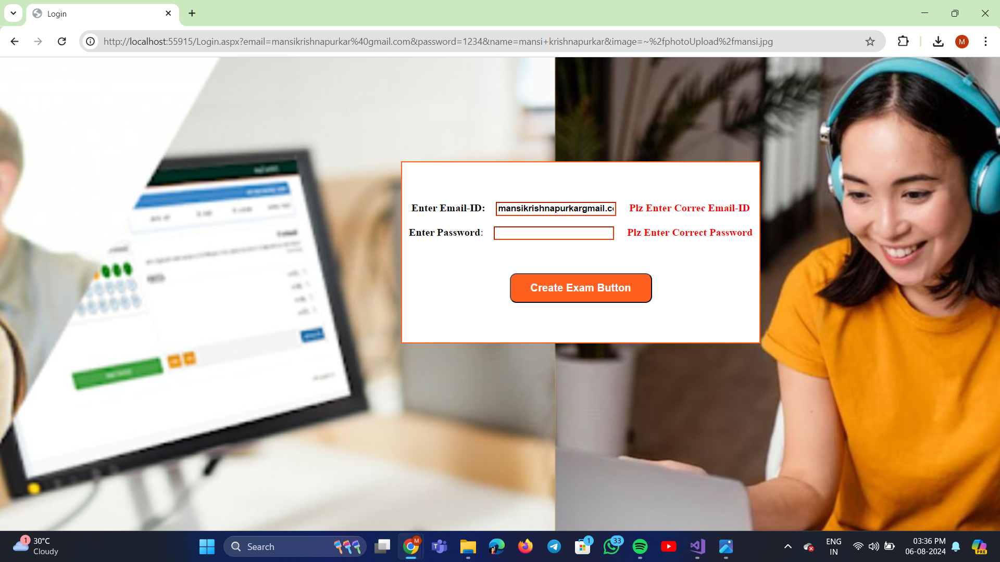 Login
http://localhost:55915/Login.aspx?email=mansikrishnapurkar%40gmail.com&password=1234&name=mansi+krishnapurkar&image=~%2fphotoUpload%2fmansi.jpg
M
Enter Email-ID: mansikrishnapurkargmail.c Plz Enter Correc Email-ID
Enter Password: Plz Enter Correct Password
Create Exam Button
1
30°C
Cloudy
Search
M
1
33
ENG
IN
03:36 PM
06-08-2024
PRE